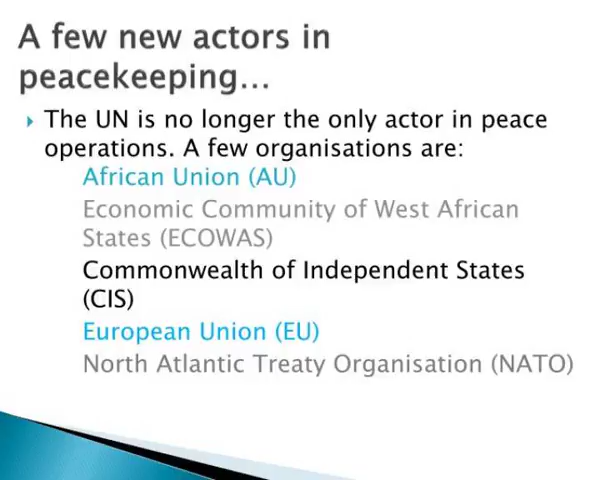 A few new actors in
peacekeeping...
The UN is no longer the only actor in peace
operations. A few organisations are:
African Union (AU)
Economic Community of West African
States (ECOWAS)
Commonwealth of Independent States
(CIS)
European Union (EU)
North Atlantic Treaty Organisation (NATO)